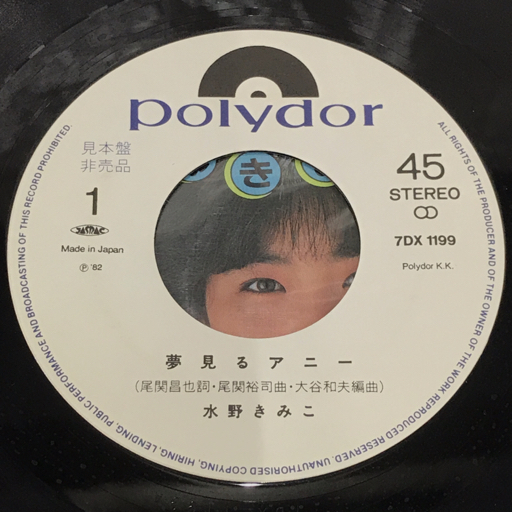 polydor
見本盤
非売品
1
JASRAC
Made in Japan
Ⓟ '82
き
45
STEREO
7DX 1199
Polydor K.K.
夢見るアニー
(尾関昌也詞・尾関裕司曲・大谷和夫編曲)
水野きみこ
ALL RIGHTS OF THE PRODUCER AND OF THE OWNER OF THE WORK REPRODUCED RESERVED. UNAUTHORISED COPYING, HIRING, LENDING, PUBLIC PERFORMANCE AND BROADCASTING OF THIS RECORD PROHIBITED.